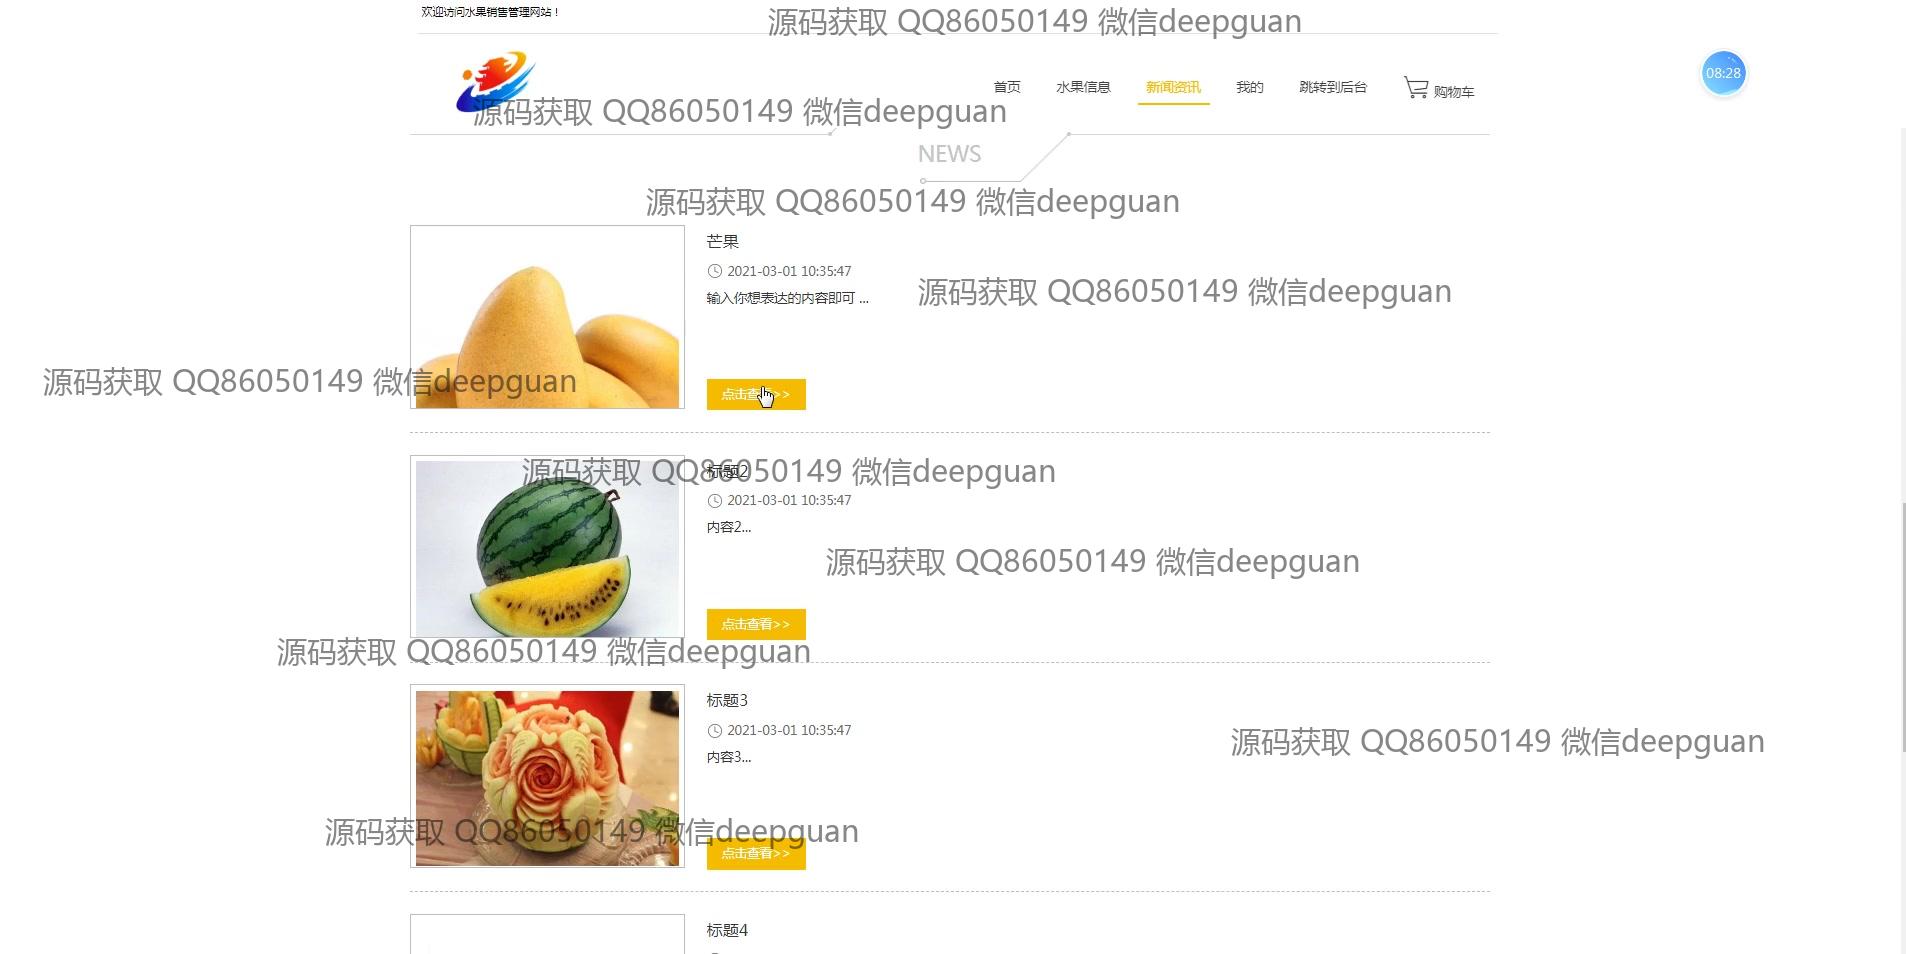 欢迎访问水果销售管理网站！
源码获取 QQ86050149 微信deepguan
08:28
首页 水果信息 新闻资讯 我的 跳转到后台 购物车
源码获取 QQ86050149 微信deepguan
NEWS
源码获取 QQ86050149 微信deepguan
芒果
2021-03-01 10:35:47
输入你想表达的内容即可 ...
源码获取 QQ86050149 微信deepguan
源码获取 QQ86050149 微信deepguan
点击查看>>
源码获取 QQ86050149 微信deepguan
标题2
2021-03-01 10:35:47
内容2...
源码获取 QQ86050149 微信deepguan
点击查看>>
源码获取 QQ86050149 微信deepguan
标题3
2021-03-01 10:35:47
内容3...
源码获取 QQ86050149 微信deepguan
源码获取 QQ86050149 微信deepguan
点击查看>>
标题4